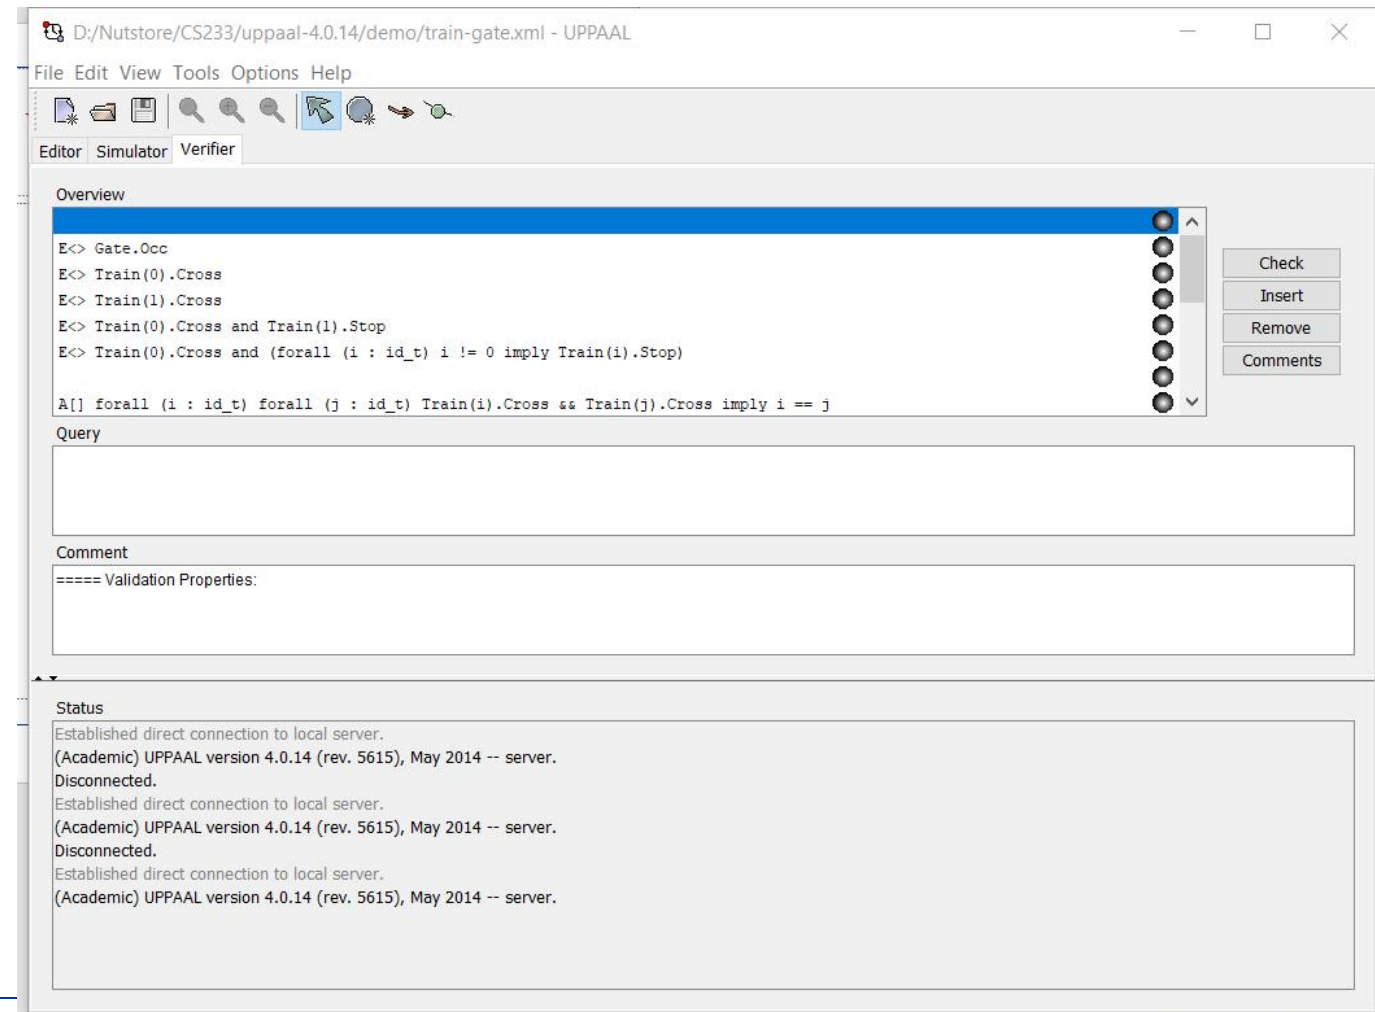 D:/Nutstore/CS233/uppaal-4.0.14/demo/train-gate.xml - UPPAAL
File Edit View Tools Options Help
Editor Simulator Verifier
Overview
E<> Gate.Occ
E<> Train(0).Cross
E<> Train(1).Cross
E<> Train(0).Cross and Train(1).Stop
E<> Train(0).Cross and (forall (i : id_t) i != 0 imply Train(i).Stop)
A[] forall (i : id_t) forall (j : id_t) Train(i).Cross && Train(j).Cross imply i == j
Check
Insert
Remove
Comments
Query
Comment
===== Validation Properties:
Status
Established direct connection to local server.
(Academic) UPPAAL version 4.0.14 (rev. 5615), May 2014 -- server.
Disconnected.
Established direct connection to local server.
(Academic) UPPAAL version 4.0.14 (rev. 5615), May 2014 -- server.
Disconnected.
Established direct connection to local server.
(Academic) UPPAAL version 4.0.14 (rev. 5615), May 2014 -- server.